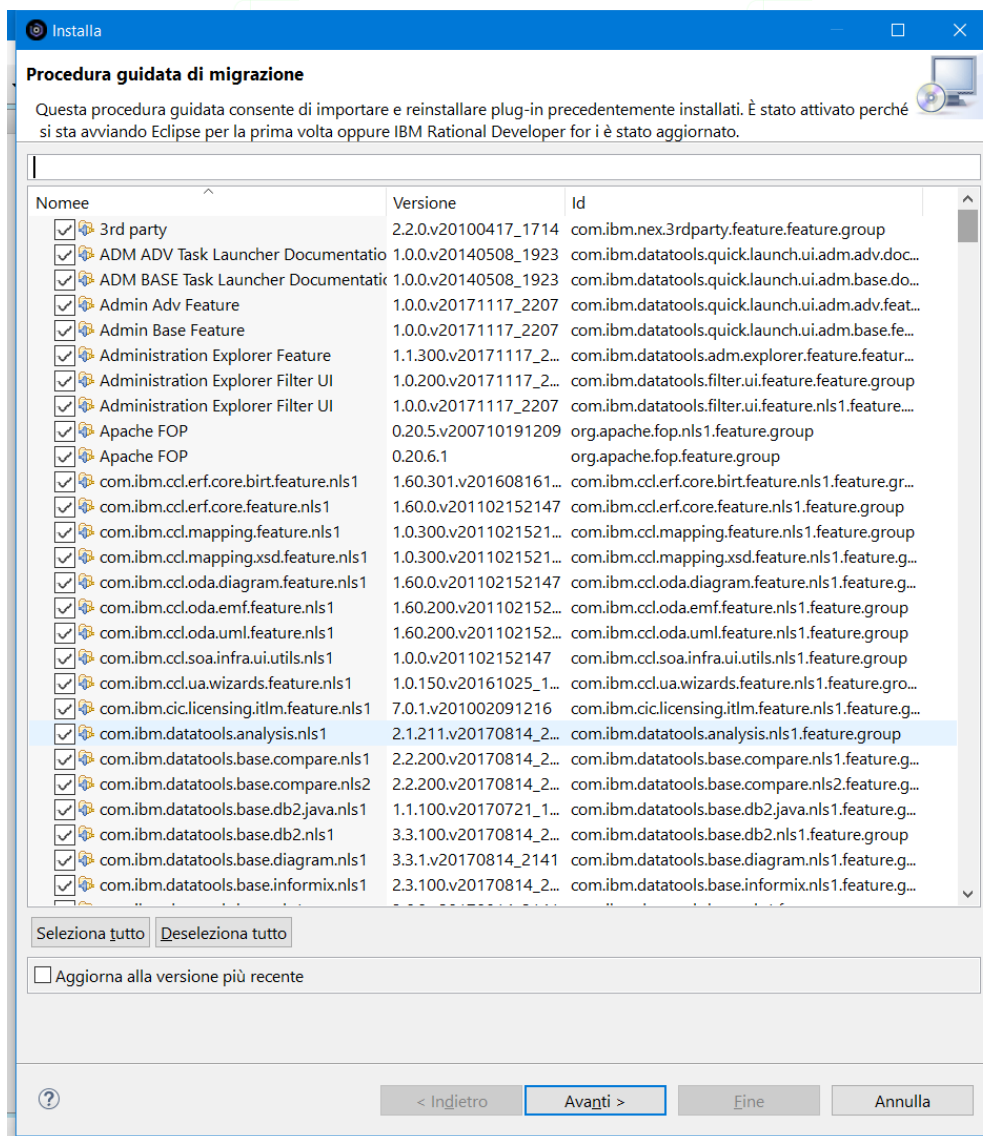 Installa
Procedura guidata di migrazione
Questa procedura guidata consente di importare e reinstallare plug-in precedentemente installati. È stato attivato perché
si sta avviando Eclipse per la prima volta oppure IBM Rational Developer for i è stato aggiornato.
Nomee Versione Id
3rd party 2.2.0.v20100417_1714 com.ibm.nex.3rdparty.feature.feature.group
ADM ADV Task Launcher Documentatio 1.0.0.v20140508_1923 com.ibm.datatools.quick.launch.ui.adm.adv.doc...
ADM BASE Task Launcher Documentatic 1.0.0.v20140508_1923 com.ibm.datatools.quick.launch.ui.adm.base.do...
Admin Adv Feature 1.0.0.v20171117_2207 com.ibm.datatools.quick.launch.ui.adm.adv.feat...
Admin Base Feature 1.0.0.v20171117_2207 com.ibm.datatools.quick.launch.ui.adm.base.fe...
Administration Explorer Feature 1.1.300.v20171117_2... com.ibm.datatools.adm.explorer.feature.featur...
Administration Explorer Filter UI 1.0.200.v20171117_2... com.ibm.datatools.filter.ui.feature.feature.group
Administration Explorer Filter UI 1.0.0.v20171117_2207 com.ibm.datatools.filter.ui.feature.nls1.feature....
Apache FOP 0.20.5.v200710191209 org.apache.fop.nls1.feature.group
Apache FOP 0.20.6.1 org.apache.fop.feature.group
com.ibm.ccl.erf.core.birt.feature.nls1 1.60.301.v201608161... com.ibm.ccl.erf.core.birt.feature.nls1.feature.gr...
com.ibm.ccl.erf.core.feature.nls1 1.60.0.v201102152147 com.ibm.ccl.erf.core.feature.nls1.feature.group
com.ibm.ccl.mapping.feature.nls1 1.0.300.v2011021521... com.ibm.ccl.mapping.feature.nls1.feature.group
com.ibm.ccl.mapping.xsd.feature.nls1 1.0.300.v2011021521... com.ibm.ccl.mapping.xsd.feature.nls1.feature.g...
com.ibm.ccl.oda.diagram.feature.nls1 1.60.0.v201102152147 com.ibm.ccl.oda.diagram.feature.nls1.feature.g...
com.ibm.ccl.oda.emf.feature.nls1 1.60.200.v201102152... com.ibm.ccl.oda.emf.feature.nls1.feature.group
com.ibm.ccl.oda.uml.feature.nls1 1.60.200.v201102152... com.ibm.ccl.oda.uml.feature.nls1.feature.group
com.ibm.ccl.soa.infra.ui.utils.nls1 1.0.0.v201102152147 com.ibm.ccl.soa.infra.ui.utils.nls1.feature.group
com.ibm.ccl.ua.wizards.feature.nls1 1.0.150.v20161025_1... com.ibm.ccl.ua.wizards.feature.nls1.feature.gro...
com.ibm.cic.licensing.itlm.feature.nls1 7.0.1.v201002091216 com.ibm.cic.licensing.itlm.feature.nls1.feature.g...
com.ibm.datatools.analysis.nls1 2.1.211.v20170814_2... com.ibm.datatools.analysis.nls1.feature.group
com.ibm.datatools.base.compare.nls1 2.2.200.v20170814_2... com.ibm.datatools.base.compare.nls1.feature.g...
com.ibm.datatools.base.compare.nls2 2.2.200.v20170814_2... com.ibm.datatools.base.compare.nls2.feature.g...
com.ibm.datatools.base.db2.java.nls1 1.1.100.v20170721_1... com.ibm.datatools.base.db2.java.nls1.feature.g...
com.ibm.datatools.base.db2.nls1 3.3.100.v20170814_2... com.ibm.datatools.base.db2.nls1.feature.group
com.ibm.datatools.base.diagram.nls1 3.3.1.v20170814_2141 com.ibm.datatools.base.diagram.nls1.feature.g...
com.ibm.datatools.base.informix.nls1 2.3.100.v20170814_2... com.ibm.datatools.base.informix.nls1.feature.g...
Seleziona tutto Deseleziona tutto
Aggiorna alla versione più recente
< Indietro Avanti > Fine Annulla